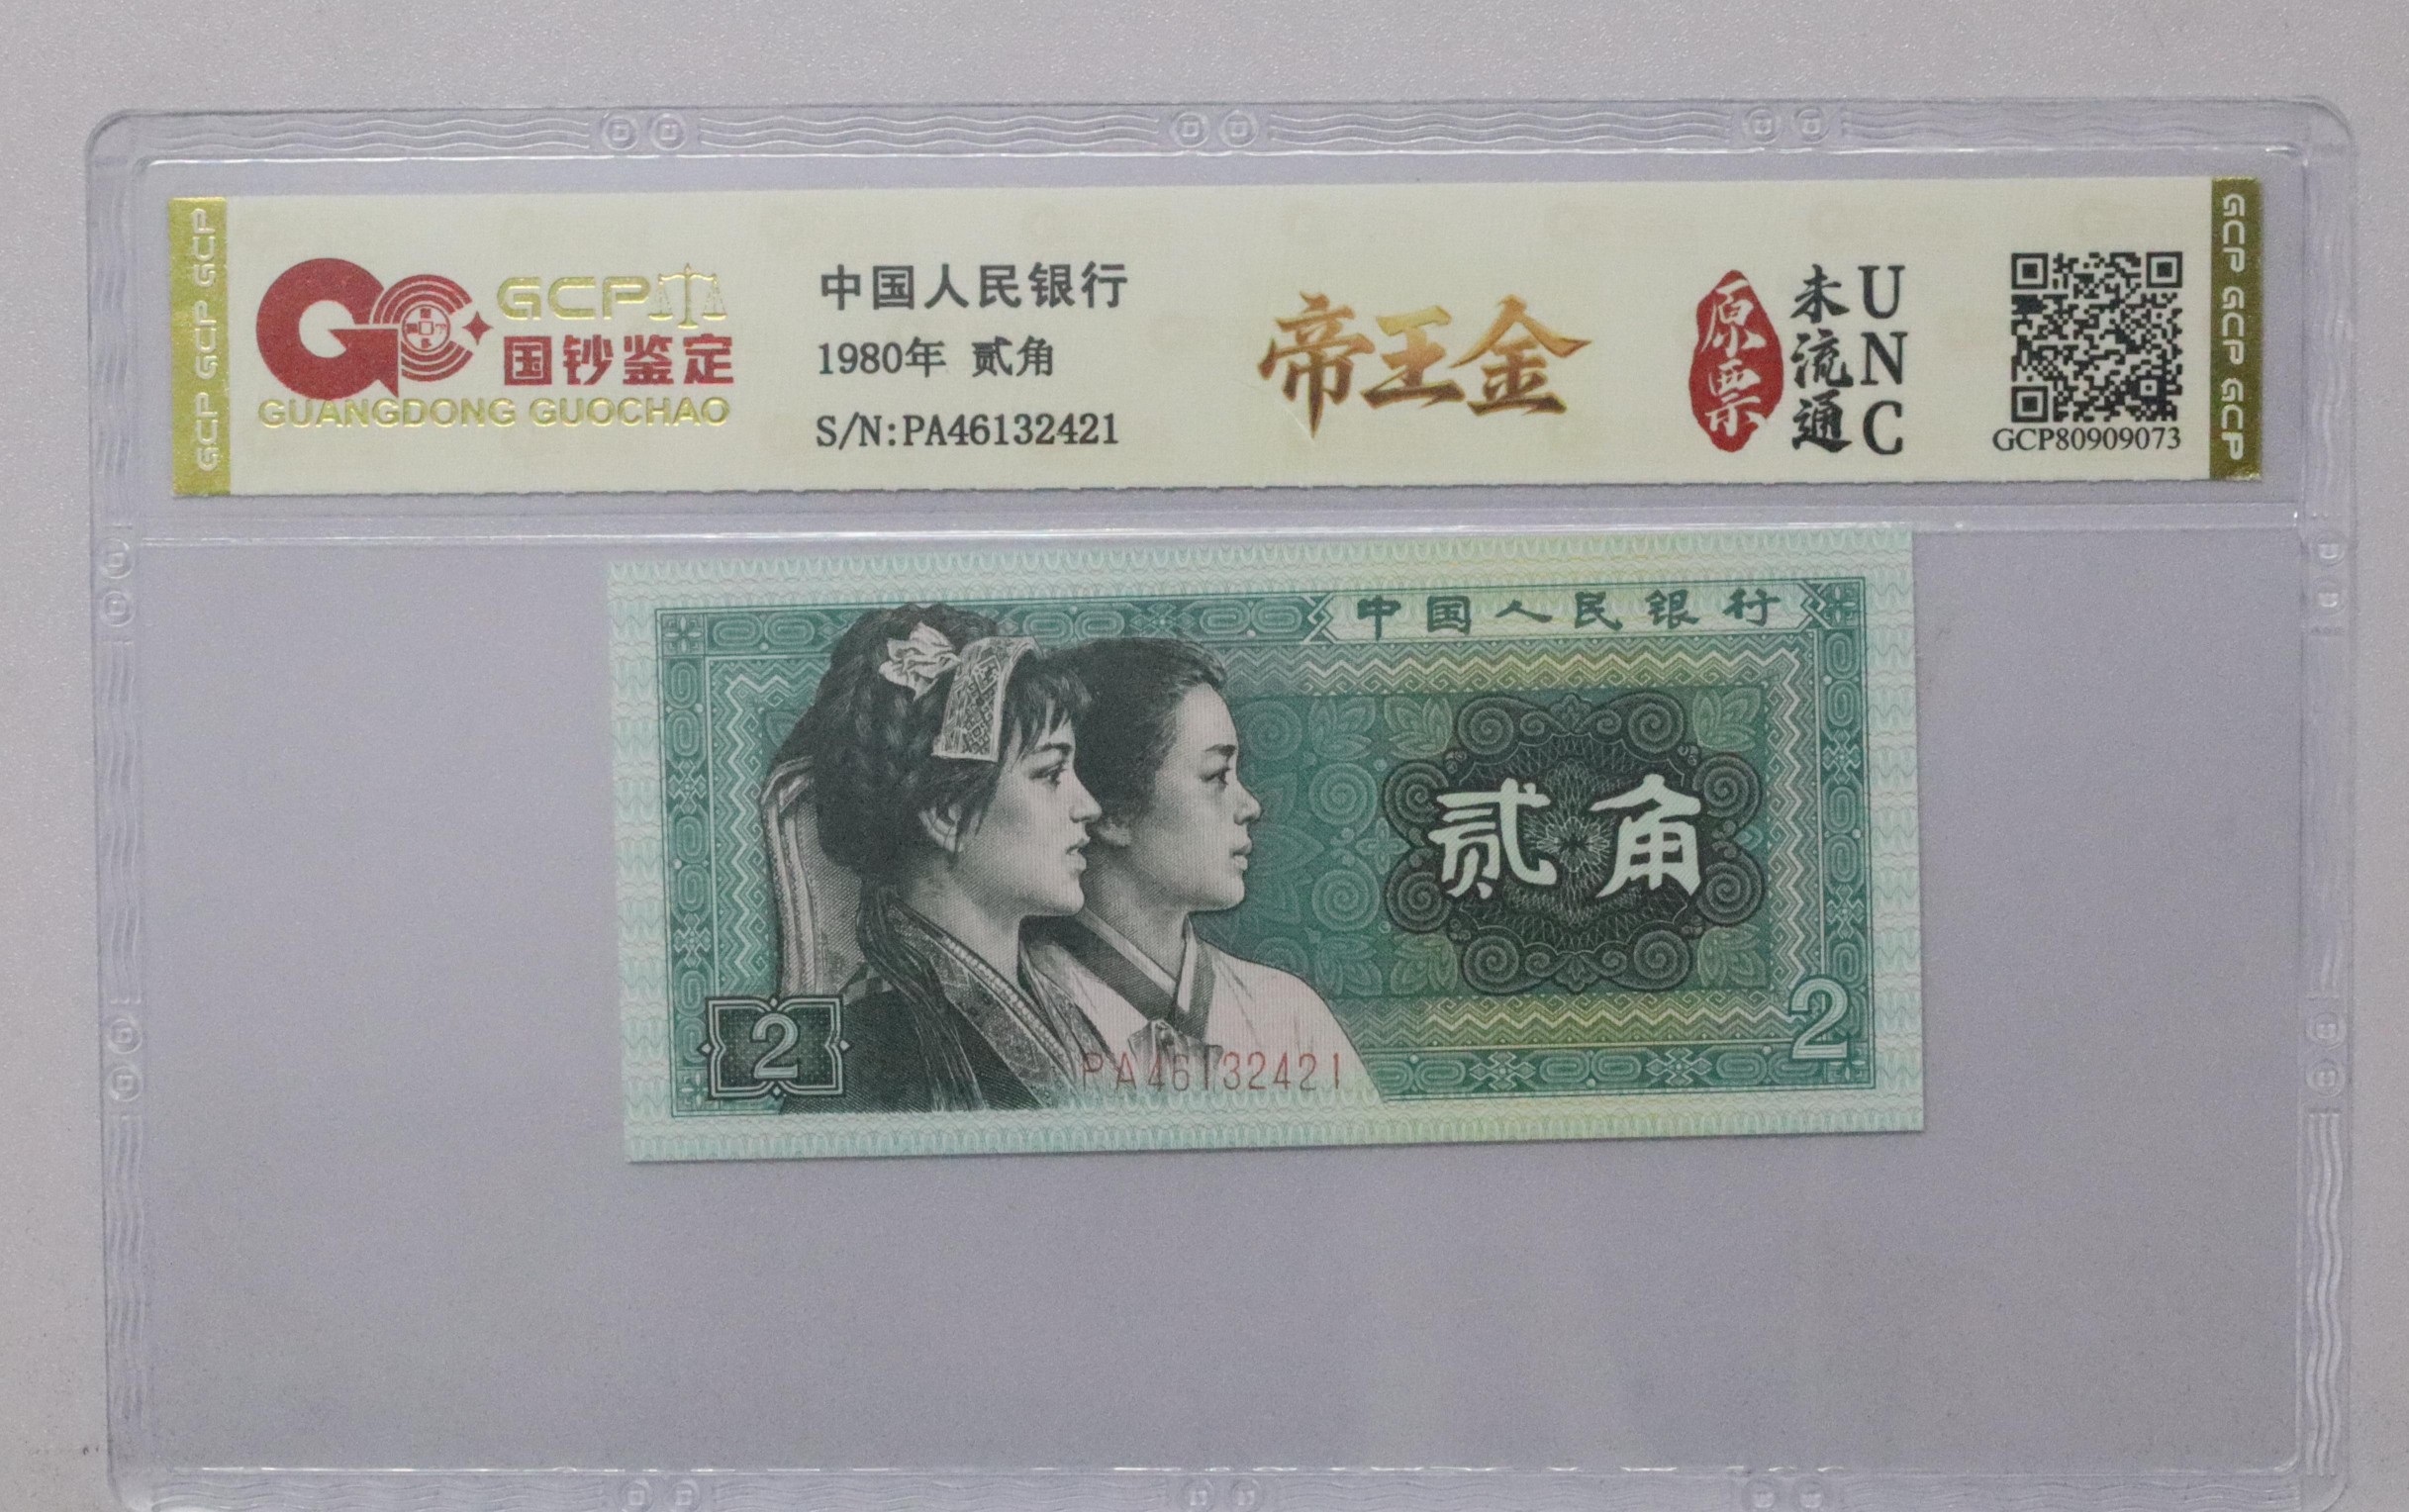 GCP GCP GCP
GCP
国钞鉴定
GUANGDONG GUOCHAO
中国人民银行
1980年 贰角
S/N:PA46132421
帝王金
原票
未流通
UNC
GCP80909073
GCP GCP GCP
中国人民银行
贰角
2
2
PA46132421